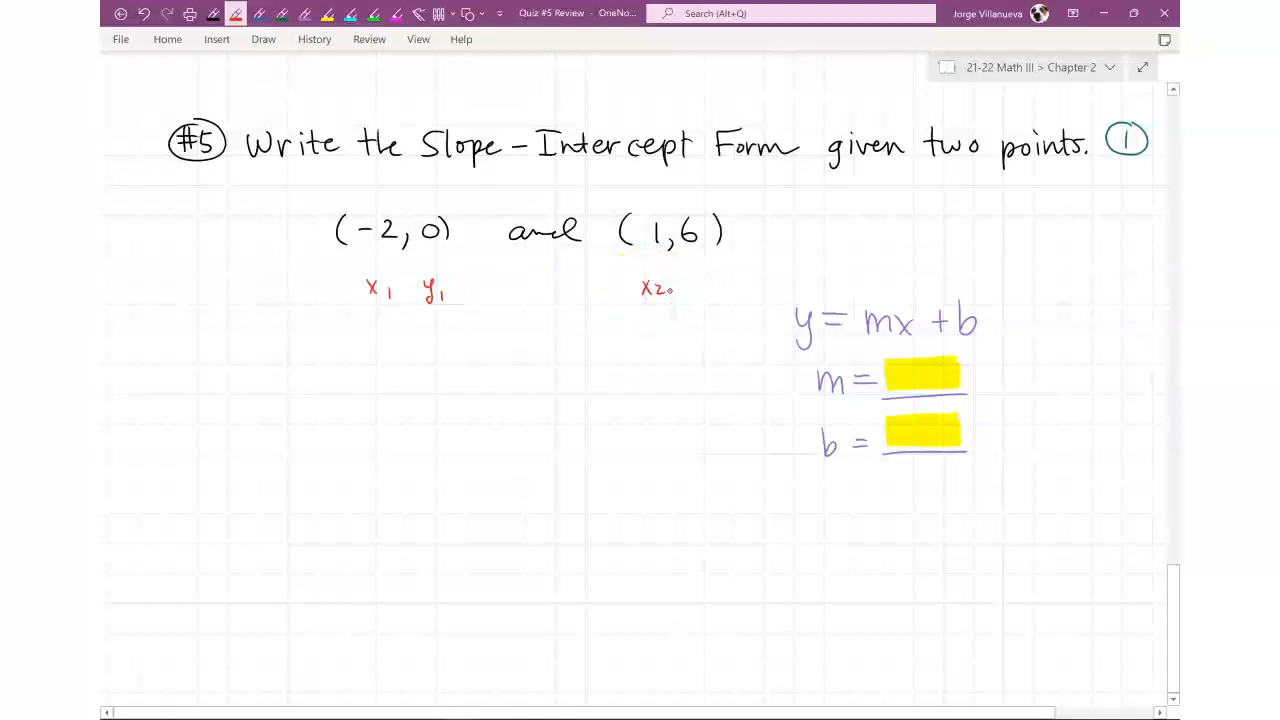 Quiz #5 Review - OneNo...
Search (Alt+Q)
Jorge Villanueva
File Home Insert Draw History Review View Help
21-22 Math III > Chapter 2
#5 Write the Slope-Intercept Form given two points. 1
(-2, 0) and (1, 6)
x1 y1 x2
y = mx + b
m =
b =